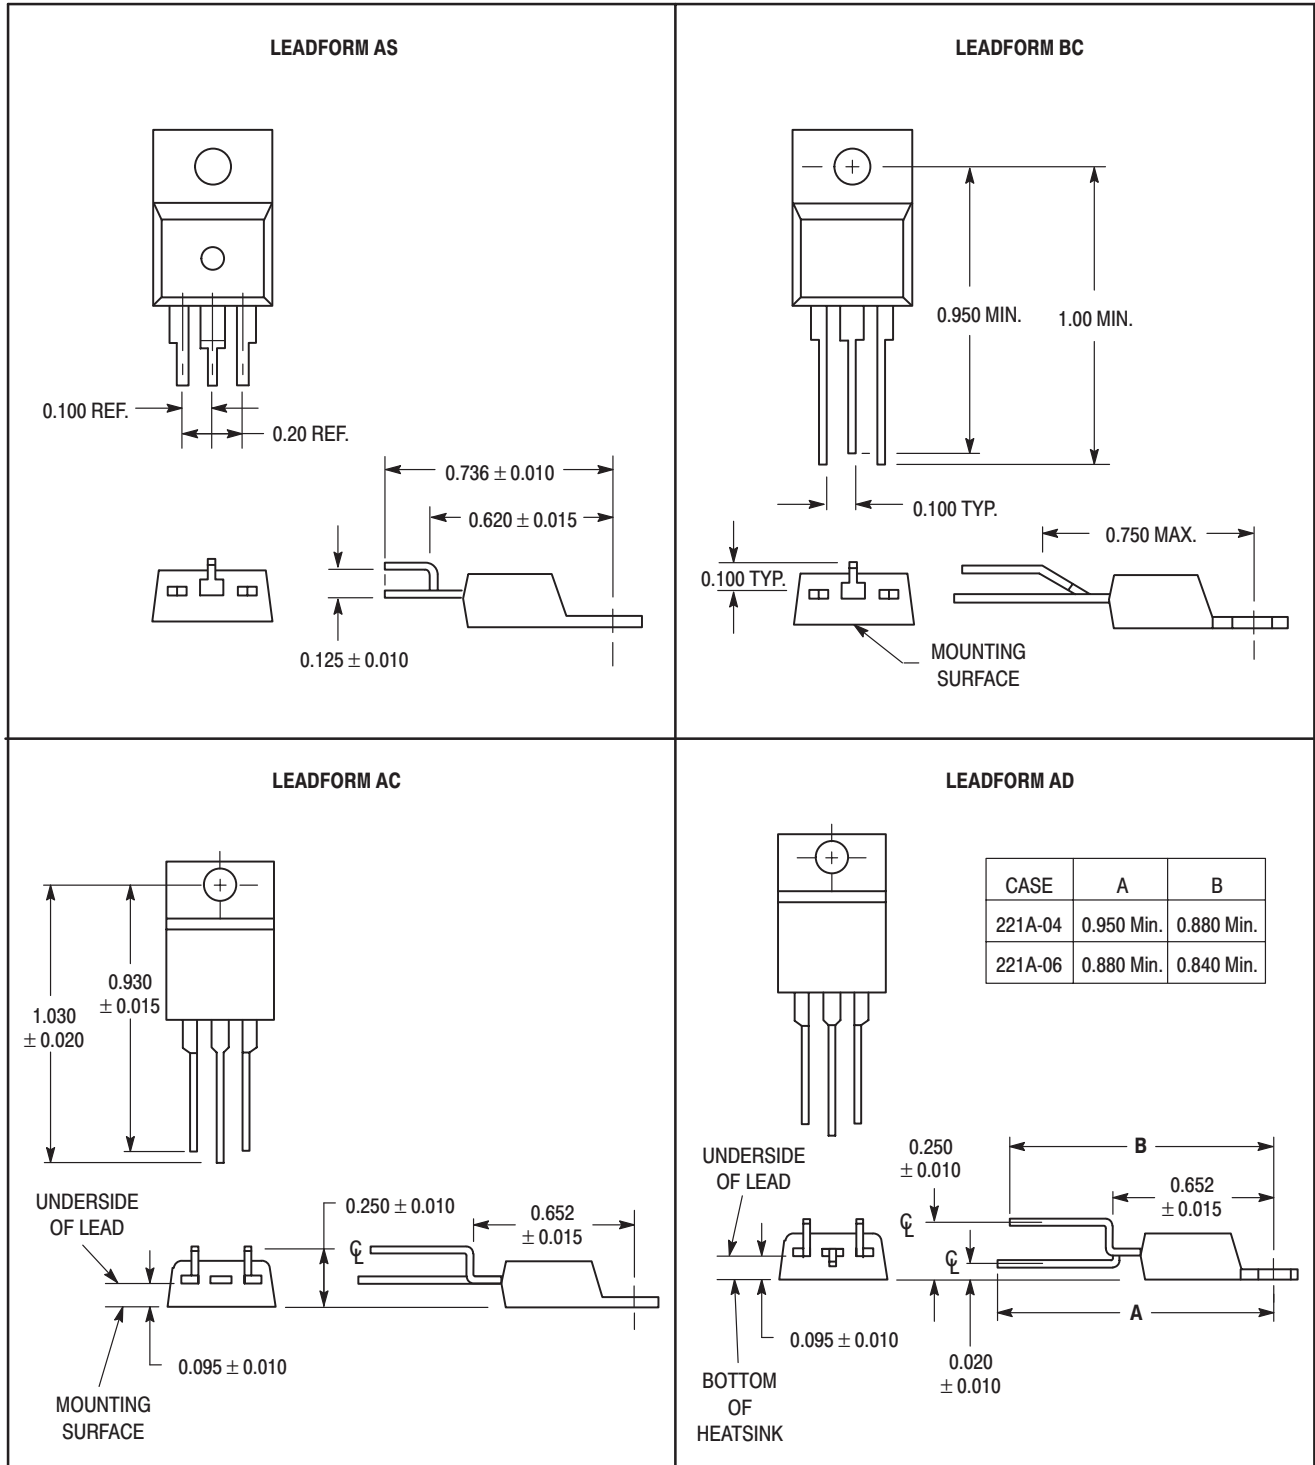 LEADFORM AS
0.100 REF.
0.20 REF.
0.736 ± 0.010
0.620 ± 0.015
0.125 ± 0.010
LEADFORM BC
0.950 MIN.
1.00 MIN.
0.100 TYP.
0.750 MAX.
0.100 TYP.
MOUNTING
SURFACE
LEADFORM AC
0.930
± 0.015
1.030
± 0.020
UNDERSIDE
OF LEAD
0.250 ± 0.010
0.652
± 0.015
℄
0.095 ± 0.010
MOUNTING
SURFACE
LEADFORM AD
CASE A B
221A-04 0.950 Min. 0.880 Min.
221A-06 0.880 Min. 0.840 Min.
UNDERSIDE
OF LEAD
0.250
± 0.010
B
0.652
± 0.015
℄
℄
A
0.095 ± 0.010
0.020
± 0.010
BOTTOM
OF
HEATSINK